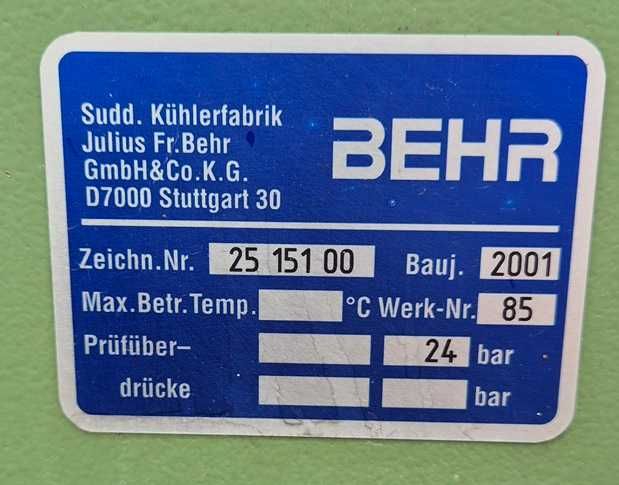 Sudd. Kühlerfabrik
Julius Fr.Behr
GmbH&Co.K.G.
D7000 Stuttgart 30
BEHR
Zeichn.Nr. 25 151 00 Bauj. 2001
Max.Betr.Temp. °C Werk-Nr. 85
Prüfüber- 24 bar
drücke bar